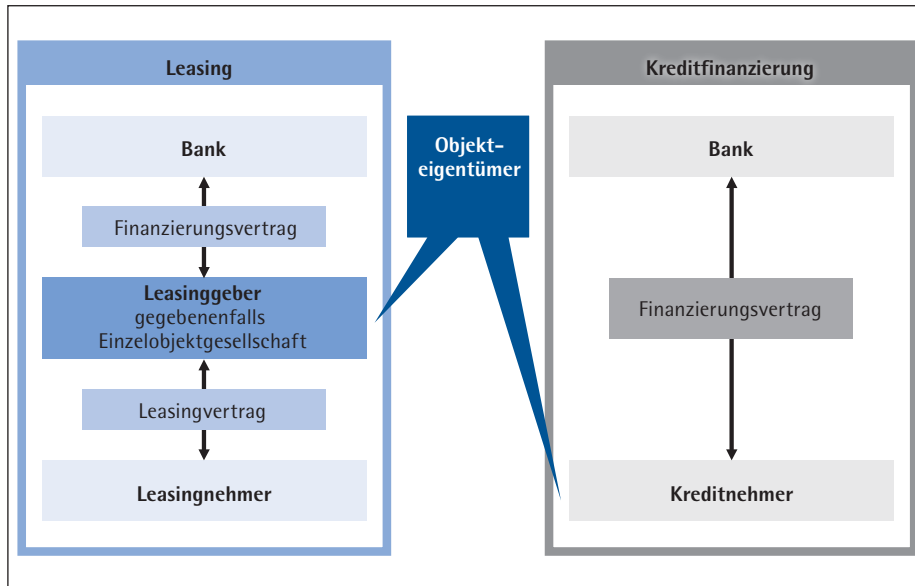 Leasing
Bank
Finanzierungsvertrag
Leasinggeber
gegebenenfalls
Einzelobjektgesellschaft
Leasingvertrag
Leasingnehmer
Objekt-
eigentümer
Kreditfinanzierung
Bank
Finanzierungsvertrag
Kreditnehmer